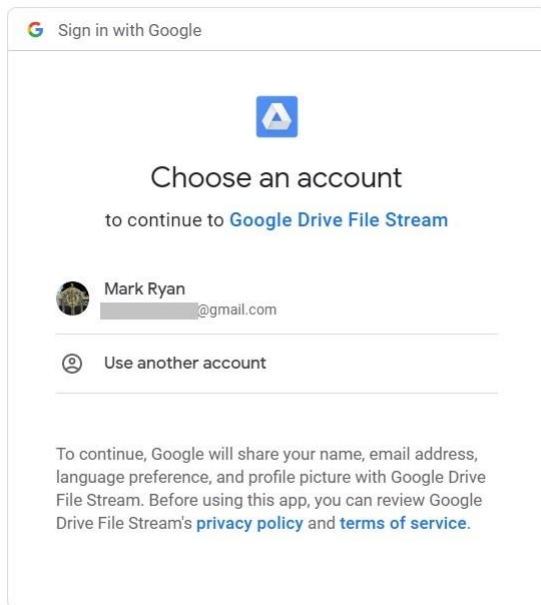 Sign in with Google
Choose an account
to continue to Google Drive File Stream
Mark Ryan
@gmail.com
Use another account
To continue, Google will share your name, email address,
language preference, and profile picture with Google Drive
File Stream. Before using this app, you can review Google
Drive File Stream's privacy policy and terms of service.